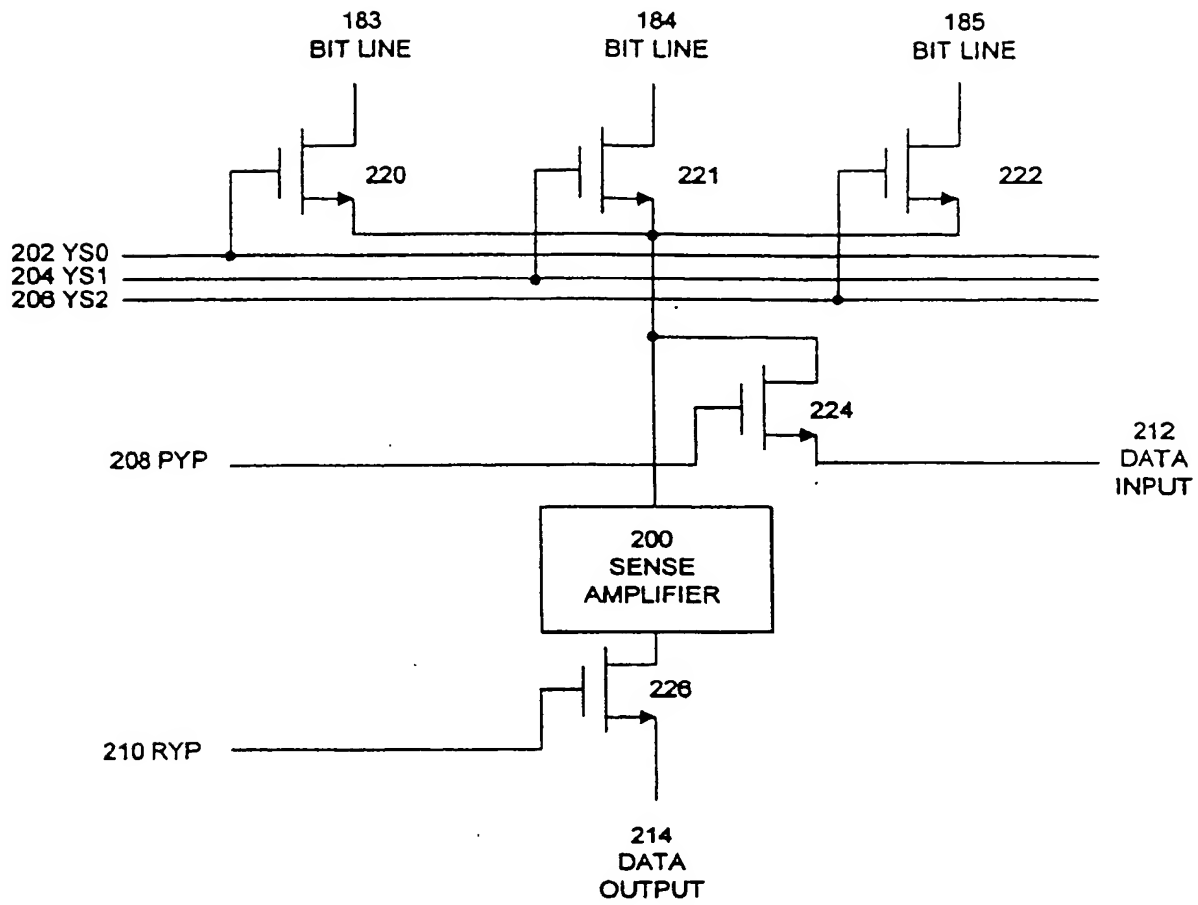 183
BIT LINE
184
BIT LINE
185
BIT LINE
220
221
222
202 YS0
204 YS1
206 YS2
224
208 PYP
212
DATA
INPUT
200
SENSE
AMPLIFIER
226
210 RYP
214
DATA
OUTPUT